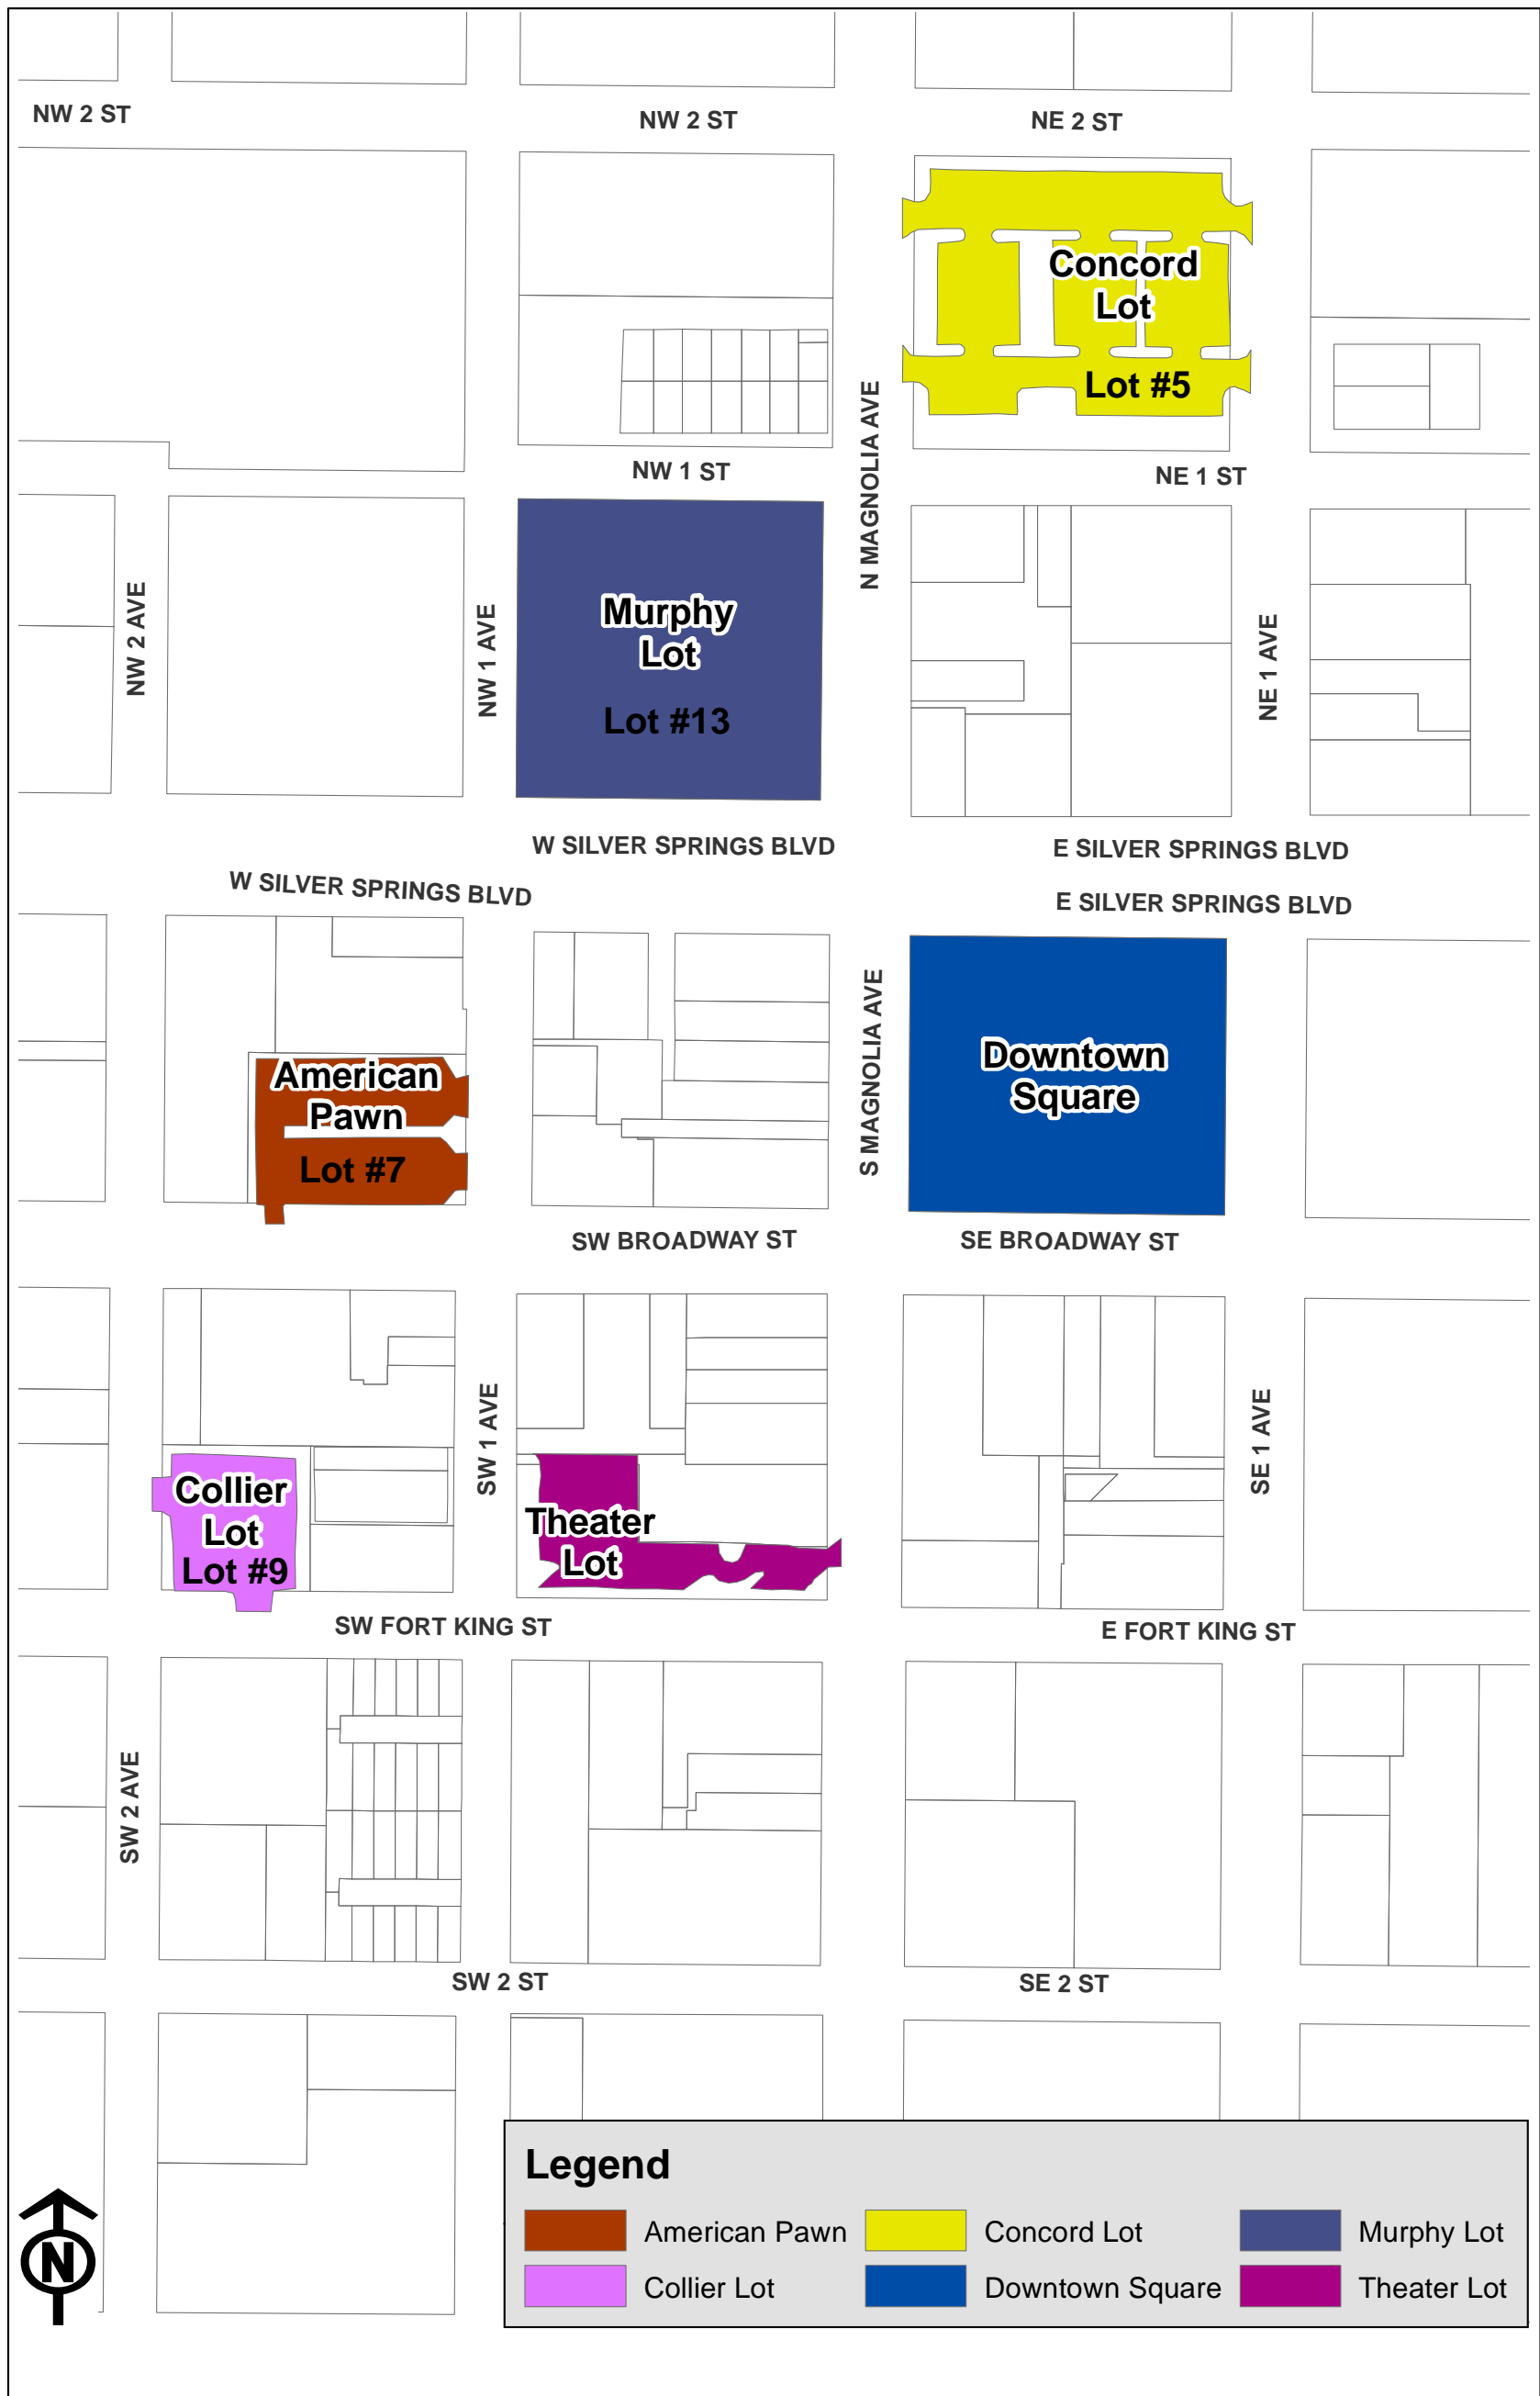 NW 2 ST
NW 2 ST
NE 2 ST
Concord
Lot
Lot #5
N MAGNOLIA AVE
NW 1 ST
NE 1 ST
NW 2 AVE
NW 1 AVE
Murphy
Lot
Lot #13
NE 1 AVE
W SILVER SPRINGS BLVD
E SILVER SPRINGS BLVD
W SILVER SPRINGS BLVD
E SILVER SPRINGS BLVD
S MAGNOLIA AVE
Downtown
Square
American
Pawn
Lot #7
SW BROADWAY ST
SE BROADWAY ST
SW 1 AVE
SE 1 AVE
Collier
Lot
Lot #9
Theater
Lot
SW FORT KING ST
E FORT KING ST
SW 2 AVE
SW 2 ST
SE 2 ST
Legend
American Pawn
Concord Lot
Murphy Lot
Collier Lot
Downtown Square
Theater Lot
N